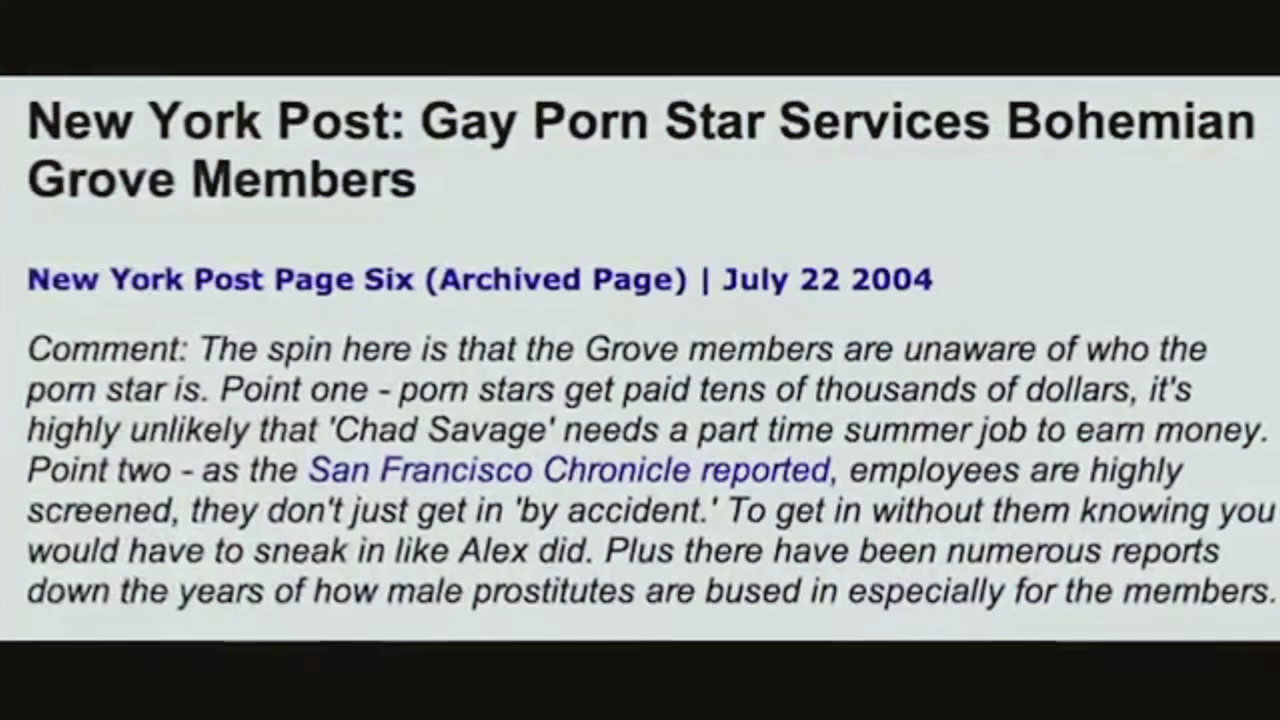 New York Post: Gay Porn Star Services Bohemian
Grove Members
New York Post Page Six (Archived Page) | July 22 2004
Comment: The spin here is that the Grove members are unaware of who the
porn star is. Point one - porn stars get paid tens of thousands of dollars, it's
highly unlikely that 'Chad Savage' needs a part time summer job to earn money.
Point two - as the San Francisco Chronicle reported, employees are highly
screened, they don't just get in 'by accident.' To get in without them knowing you
would have to sneak in like Alex did. Plus there have been numerous reports
down the years of how male prostitutes are bused in especially for the members.